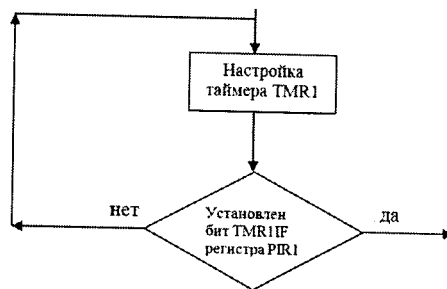 Настройка
таймера TMR1
нет
да
Установлен
бит TMR1IF
регистра PIR1